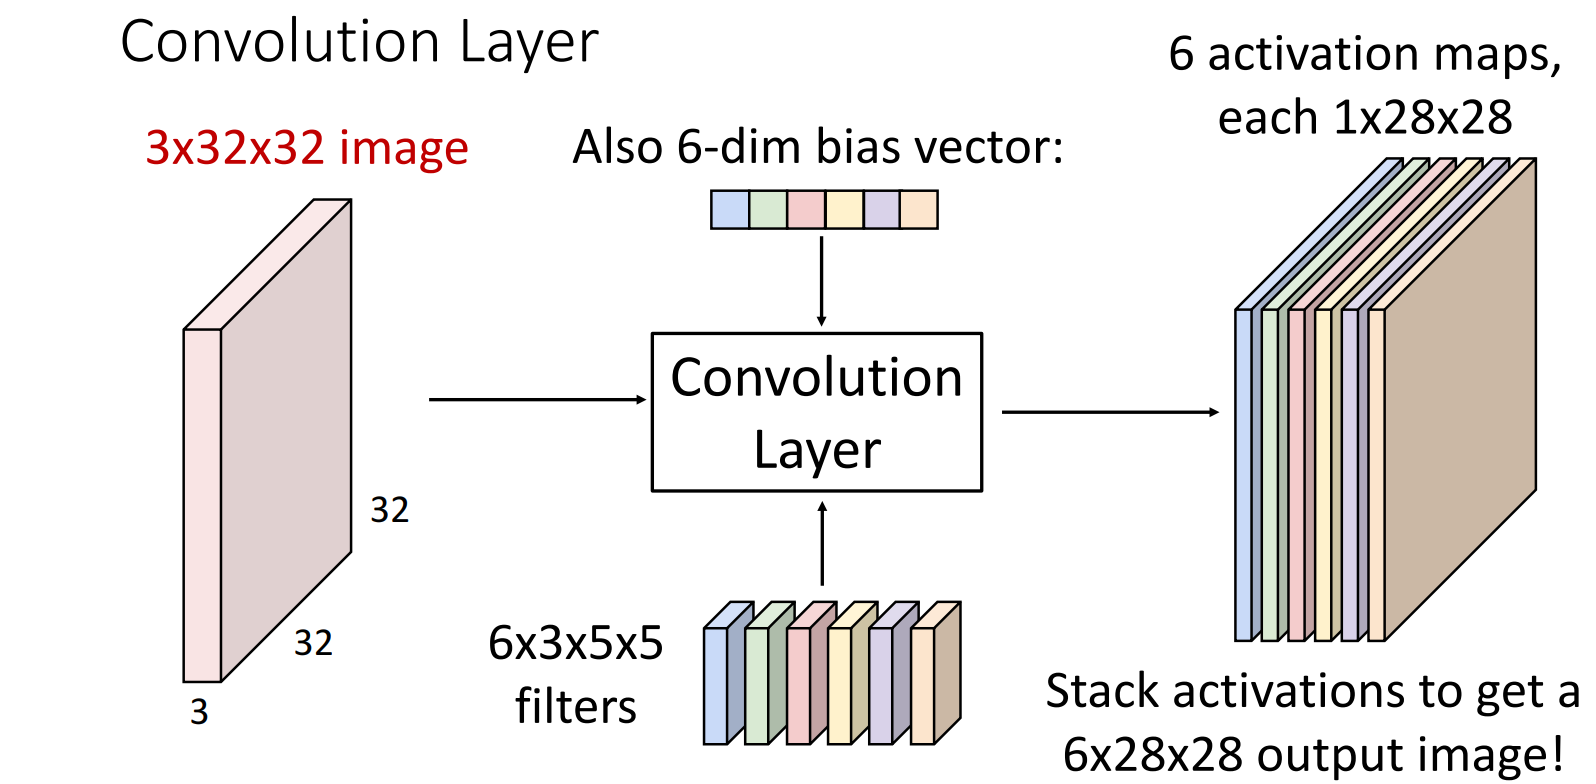 Convolution Layer
3x32x32 image
Also 6-dim bias vector:
6 activation maps,
each 1x28x28
Convolution
Layer
32
32
3
6x3x5x5
filters
Stack activations to get a
6x28x28 output image!